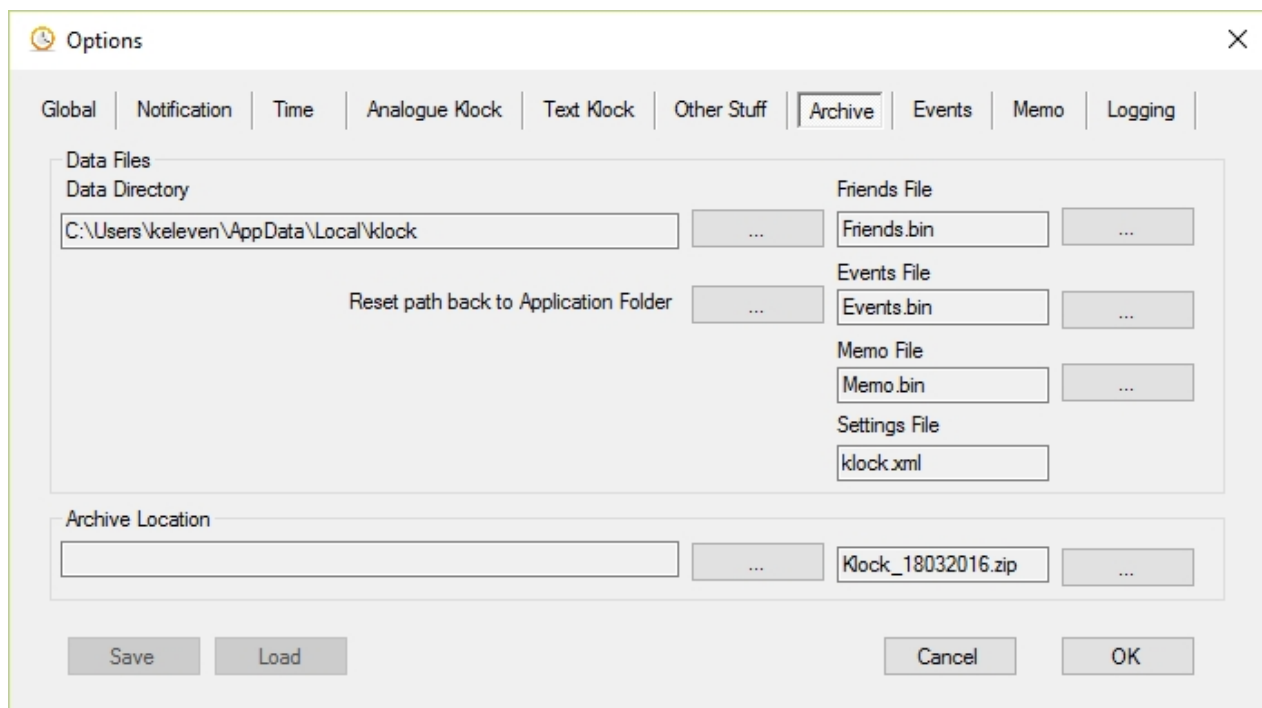 Options
Global Notification Time Analogue Klock Text Klock Other Stuff Archive Events Memo Logging
Data Files
Data Directory
C:\Users\keleven\AppData\Local\klock
...
Reset path back to Application Folder
...
Friends File
Friends.bin
...
Events File
Events.bin
...
Memo File
Memo.bin
...
Settings File
klock.xml
Archive Location
...
Klock_18032016.zip
...
Save Load Cancel OK